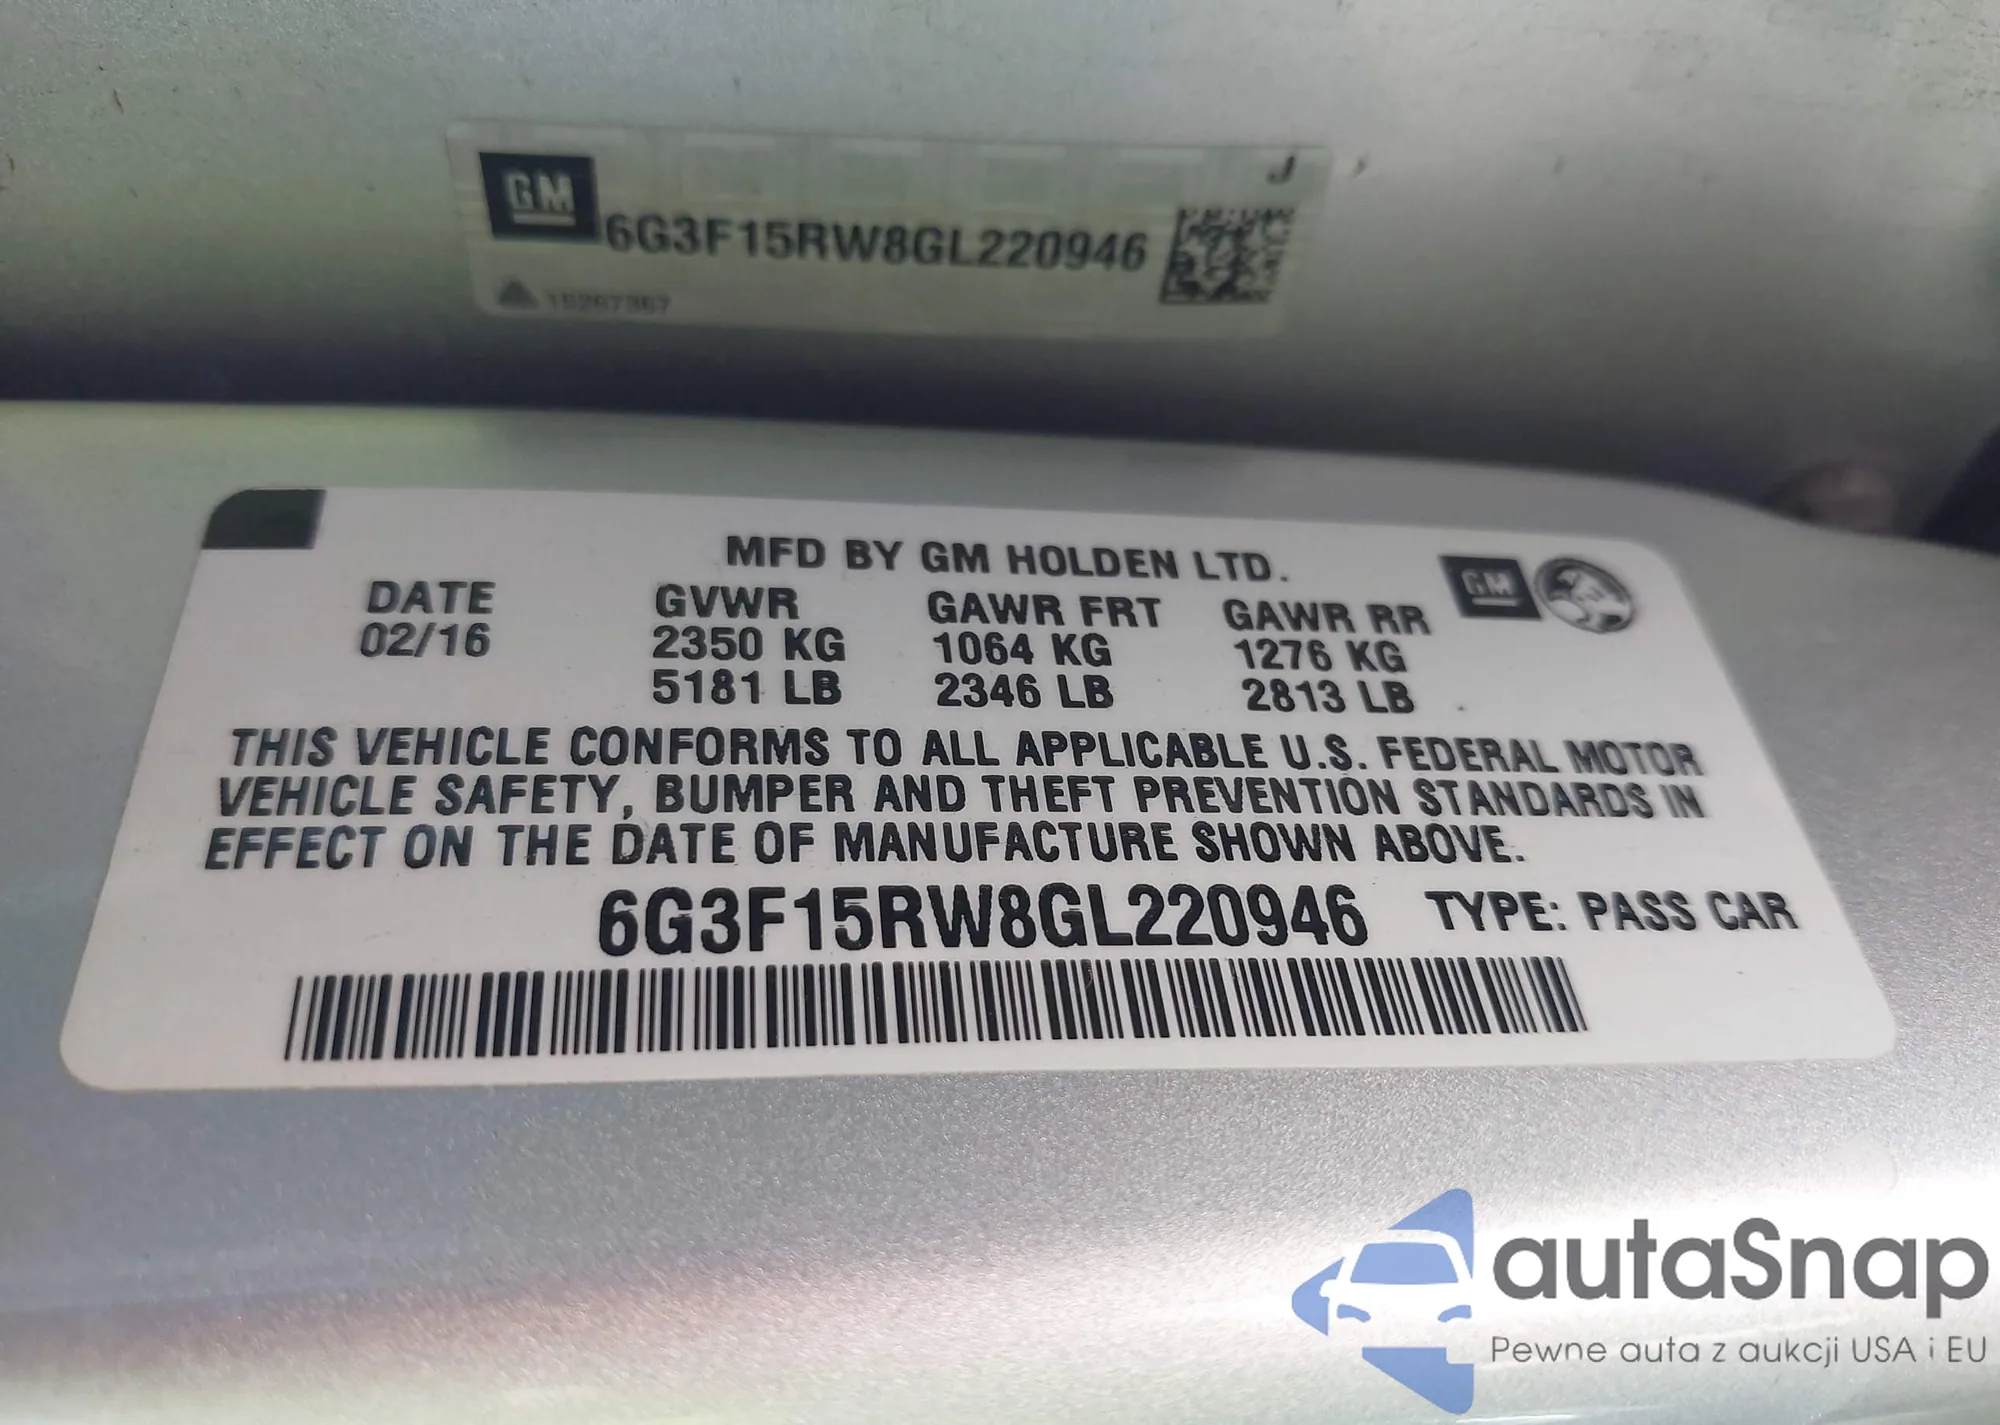 J
GM
6G3F15RW8GL220946
MFD BY GM HOLDEN LTD.
GM
DATE GVWR GAWR FRT GAWR RR
02/16 2350 KG 1064 KG 1276 KG
5181 LB 2346 LB 2813 LB
THIS VEHICLE CONFORMS TO ALL APPLICABLE U.S. FEDERAL MOTOR
VEHICLE SAFETY, BUMPER AND THEFT PREVENTION STANDARDS IN
EFFECT ON THE DATE OF MANUFACTURE SHOWN ABOVE.
6G3F15RW8GL220946 TYPE: PASS CAR
autaSnap
Pewne auta z aukcji USA i EU